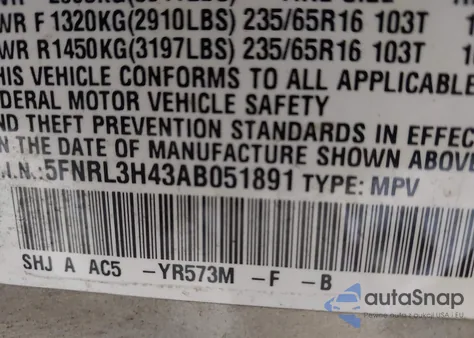 WR F 1320KG(2910LBS) 235/65R16 103T
WR R1450KG(3197LBS) 235/65R16 103T
HIS VEHICLE CONFORMS TO ALL APPLICABLE
DERAL MOTOR VEHICLE SAFETY
ND THEFT PREVENTION STANDARDS IN EFFEC
N THE DATE OF MANUFACTURE SHOWN ABOVE
I.N.:5FNRL3H43AB051891 TYPE: MPV
SHJ A AC5 -YR573M -F -B
autoSnap